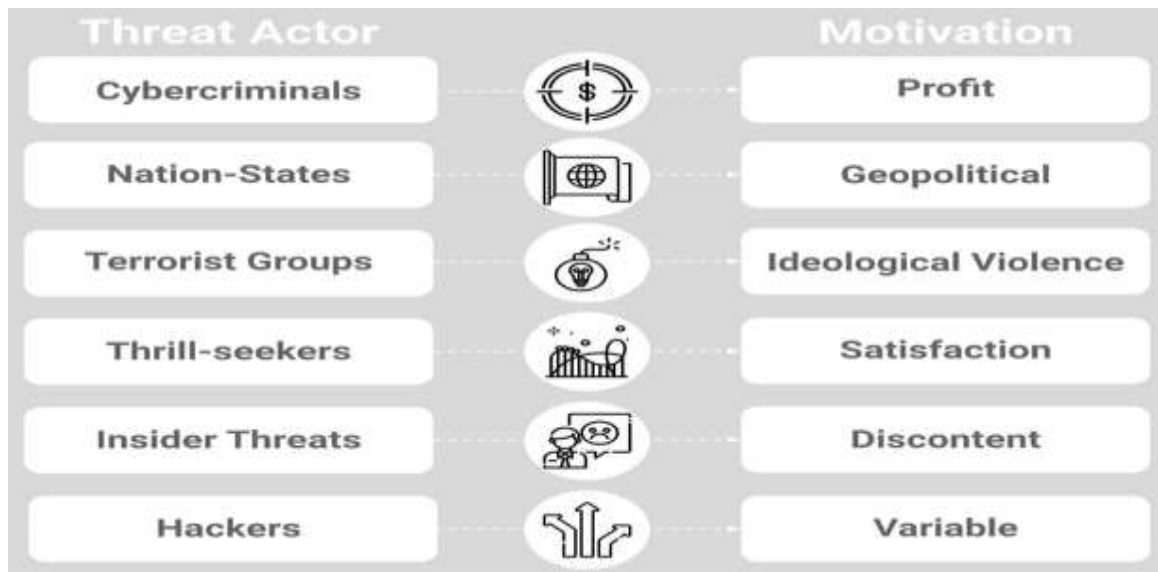 Threat Actor
Motivation
Cybercriminals
$
Profit
Nation-States
Geopolitical
Terrorist Groups
Ideological Violence
Thrill-seekers
Satisfaction
Insider Threats
Discontent
Hackers
Variable